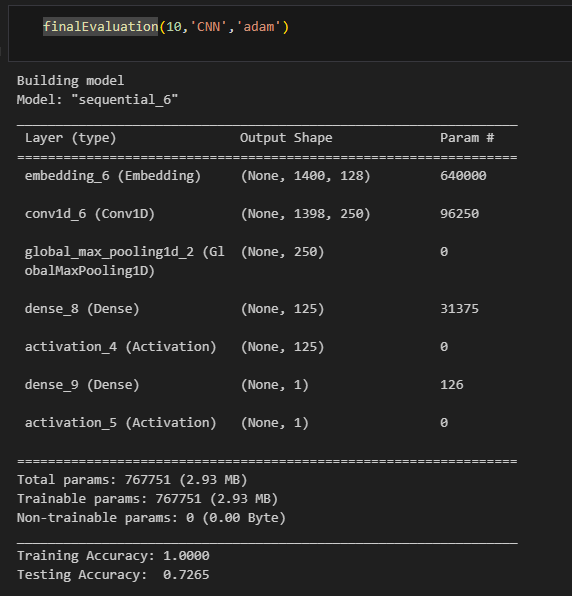 finalEvaluation(10,'CNN','adam')
Building model
Model: "sequential_6"
_________________________________________________________________
Layer (type) Output Shape Param #
=================================================================
embedding_6 (Embedding) (None, 1400, 128) 640000
conv1d_6 (Conv1D) (None, 1398, 250) 96250
global_max_pooling1d_2 (Gl (None, 250) 0
obalMaxPooling1D)
dense_8 (Dense) (None, 125) 31375
activation_4 (Activation) (None, 125) 0
dense_9 (Dense) (None, 1) 126
activation_5 (Activation) (None, 1) 0
=================================================================
Total params: 767751 (2.93 MB)
Trainable params: 767751 (2.93 MB)
Non-trainable params: 0 (0.00 Byte)
_________________________________________________________________
Training Accuracy: 1.0000
Testing Accuracy:  0.7265